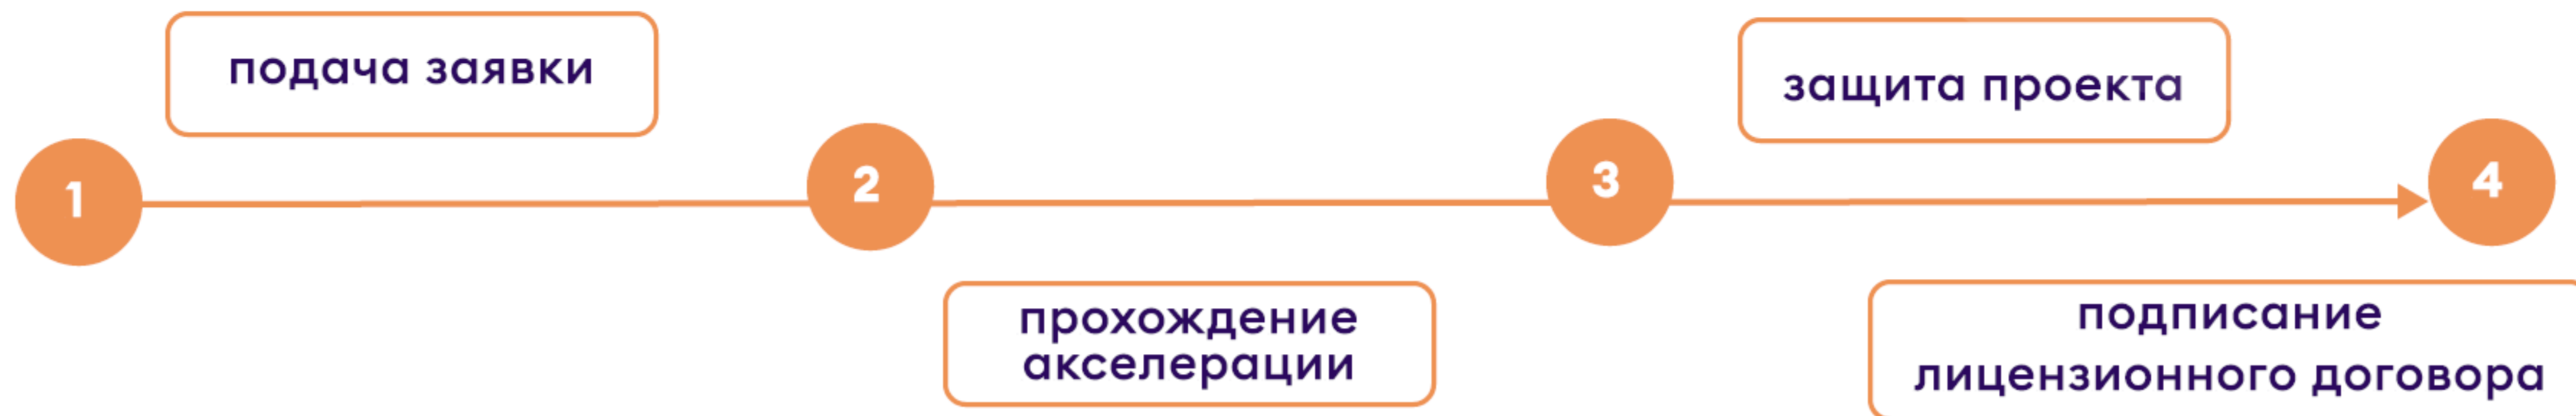 1
подача заявки
2
прохождение
акселерации
3
защита проекта
4
подписание
лицензионного договора